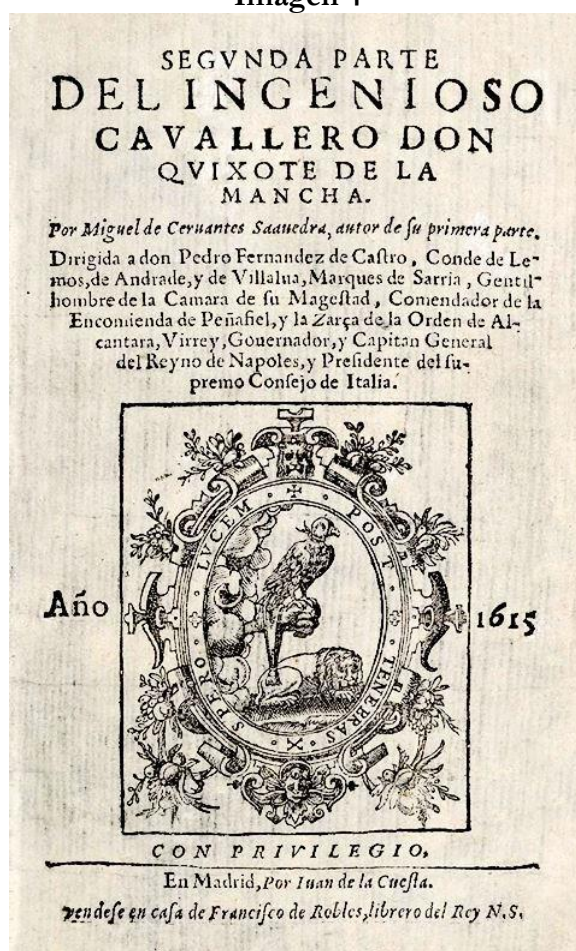 Imagen 4
SEGVNDA PARTE
DEL INGENIOSO
CAVALLERO DON
QVIXOTE DE LA
MANCHA.
Por Miguel de Ceruantes Saauedra, autor de ſu primera parte.
Dirigida a don Pedro Fernandez de Caſtro, Conde de Le-
mos, de Andrade, y de Villalua, Marques de Sarria, Gentil-
hombre de la Camara de ſu Mageſtad, Comendador de la
Encomienda de Peñafiel, y la Zarça de la Orden de Al-
cantara, Virrey, Gouernador, y Capitan General
del Reyno de Napoles, y Preſidente del ſu-
premo Conſejo de Italia.
SPERO · LVCEM · POST · TENEBRAS
Año 1615
CON PRIVILEGIO,
En Madrid, Por Iuan de la Cueſta.
vendeſe en caſa de Franciſco de Robles, librero del Rey N.S.